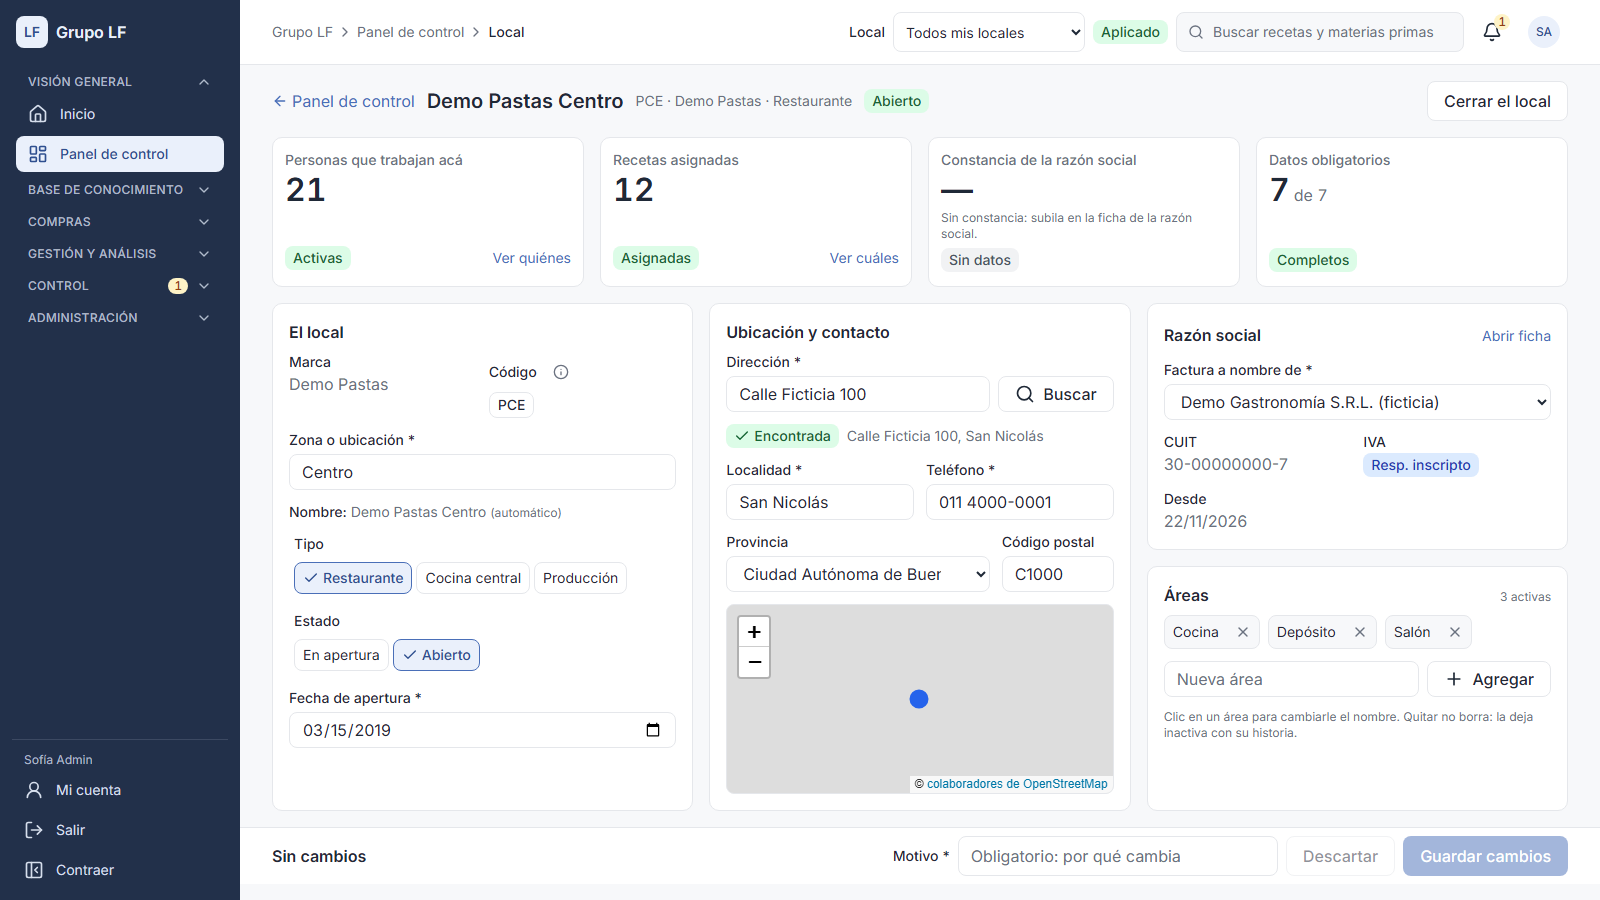 LF Grupo LF
VISIÓN GENERAL
Inicio
Panel de control
BASE DE CONOCIMIENTO
COMPRAS
GESTIÓN Y ANÁLISIS
CONTROL 1
ADMINISTRACIÓN
Sofía Admin
Mi cuenta
Salir
Contraer
Grupo LF > Panel de control > Local
Local Todos mis locales Aplicado Buscar recetas y materias primas 1 SA
← Panel de control Demo Pastas Centro PCE · Demo Pastas · Restaurante Abierto Cerrar el local
Personas que trabajan acá
21
Activas Ver quiénes
Recetas asignadas
12
Asignadas Ver cuáles
Constancia de la razón social
—
Sin constancia: subila en la ficha de la razón
social.
Sin datos
Datos obligatorios
7 de 7
Completos
El local
Marca
Demo Pastas
Código
PCE
Zona o ubicación *
Centro
Nombre: Demo Pastas Centro (automático)
Tipo
Restaurante Cocina central Producción
Estado
En apertura Abierto
Fecha de apertura *
03/15/2019
Ubicación y contacto
Dirección *
Calle Ficticia 100 Buscar
Encontrada Calle Ficticia 100, San Nicolás
Localidad * Teléfono *
San Nicolás 011 4000-0001
Provincia Código postal
Ciudad Autónoma de Buer C1000
+
−
© colaboradores de OpenStreetMap
Razón social Abrir ficha
Factura a nombre de *
Demo Gastronomía S.R.L. (ficticia)
CUIT IVA
30-00000000-7 Resp. inscripto
Desde
22/11/2026
Áreas 3 activas
Cocina Depósito Salón
Nueva área + Agregar
Clic en un área para cambiarle el nombre. Quitar no borra: la deja
inactiva con su historia.
Sin cambios Motivo * Obligatorio: por qué cambia Descartar Guardar cambios